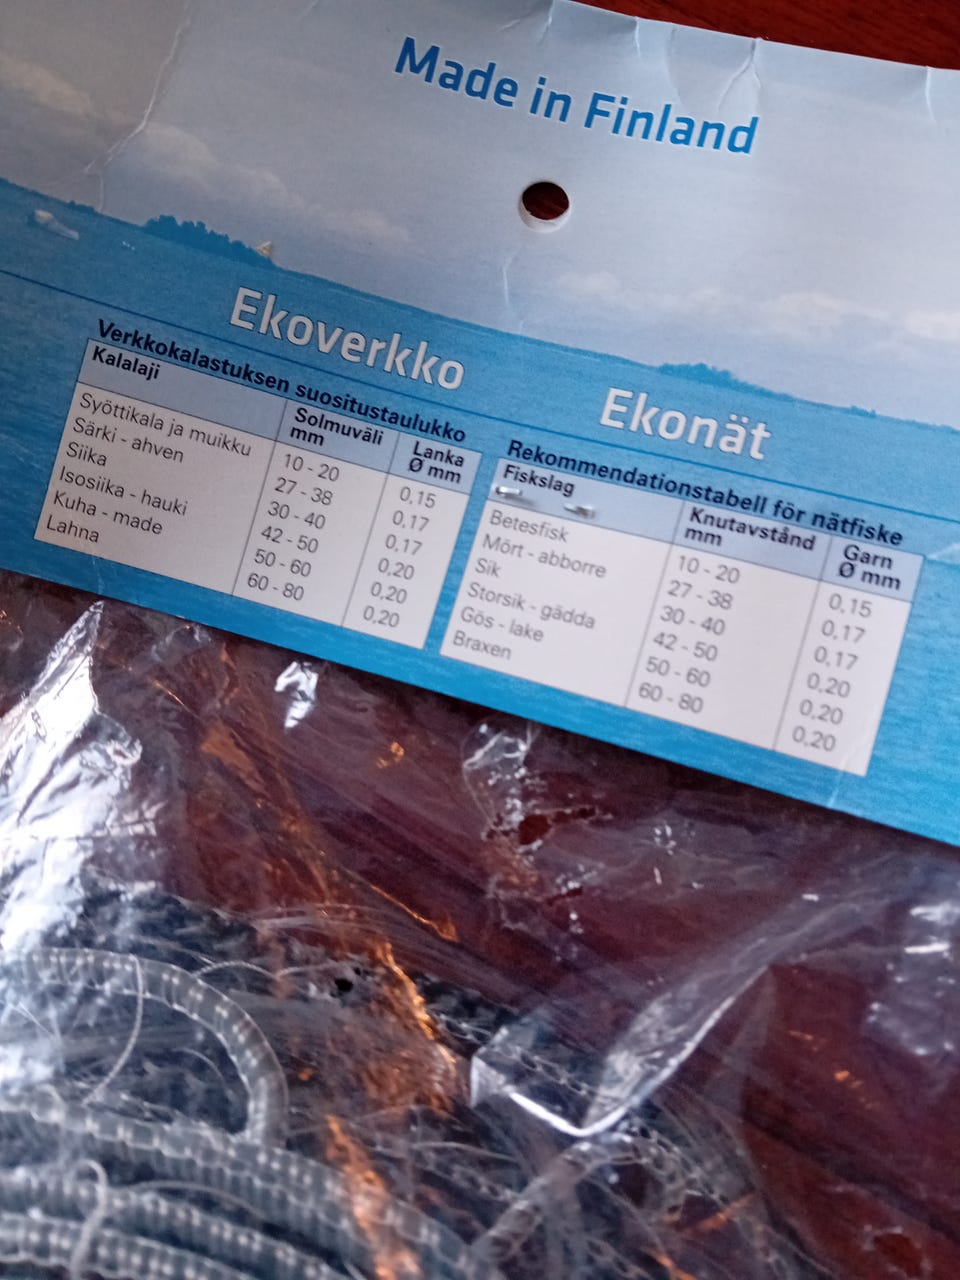 Made in Finland
Ekoverkko
Verkkokalastuksen suositustaulukko
Kalalaji Solmuväli mm Lanka Ø mm
Syöttikala ja muikku 10 - 20 0,15
Särki - ahven 27 - 38 0,17
Siika 30 - 40 0,17
Isosiika - hauki 42 - 50 0,20
Kuha - made 50 - 60 0,20
Lahna 60 - 80 0,20
Ekonät
Rekommendationstabell för nätfiske
Fiskslag Knutavstånd mm Garn Ø mm
Betesfisk 10 - 20 0,15
Mört - abborre 27 - 38 0,17
Sik 30 - 40 0,17
Storsik - gädda 42 - 50 0,20
Gös - lake 50 - 60 0,20
Braxen 60 - 80 0,20